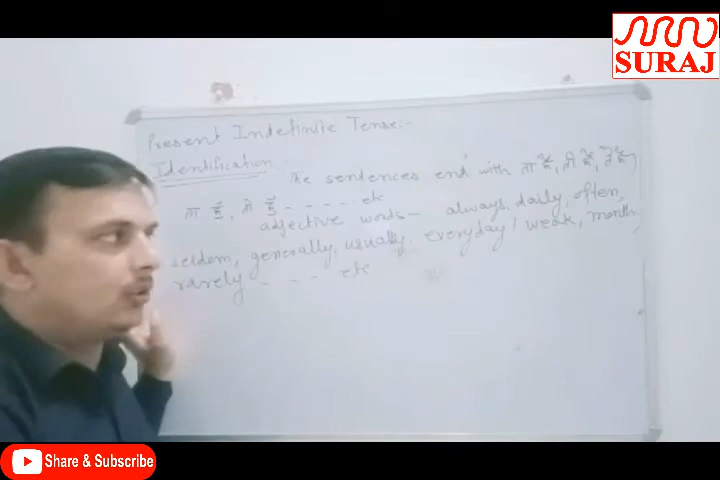 SURAJ
Present Indefinite Tense:-
Identification The sentences end with ता है, ती है, ते हैं,
ता हूँ, ती हूँ - - - - - etc
adjective words - always, daily, often,
seldom, generally, usually, everyday / weak, month,
rarely - - - etc
Share & Subscribe